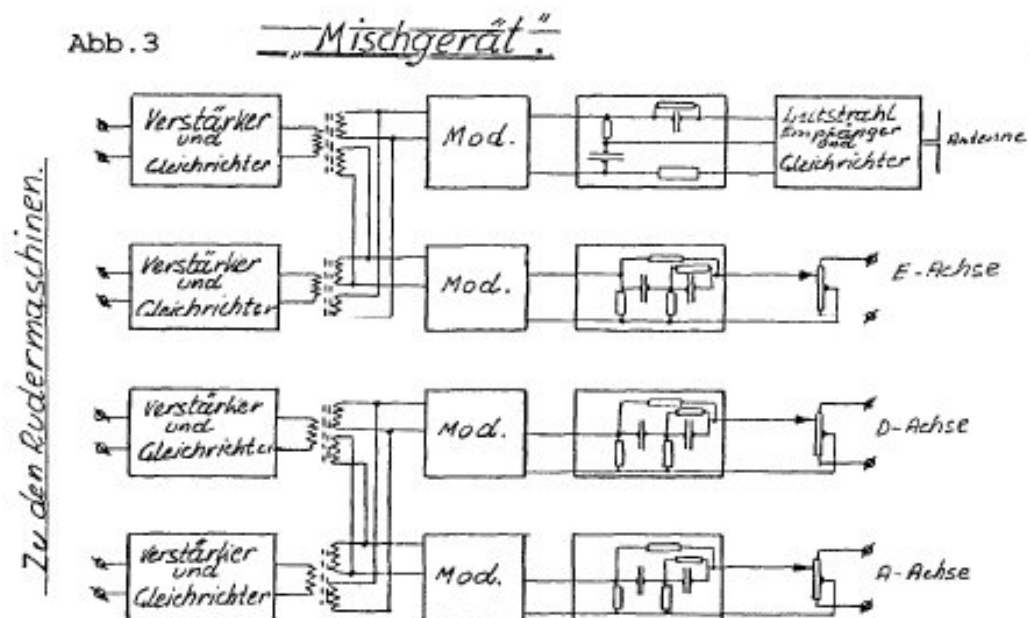 Abb.3 „Mischgerät“.
Zu den Rudermaschinen.
Verstärker
und
Gleichrichter
Mod.
Leitstrahl
Empfänger
und
Gleichrichter
Antenne
Verstärker
und
Gleichrichter
Mod.
E-Achse
Verstärker
und
Gleichrichter
Mod.
D-Achse
Verstärker
und
Gleichrichter
Mod.
A-Achse